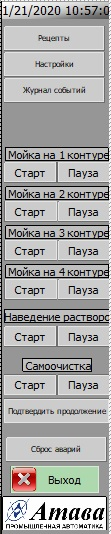 1/21/2020 10:57:0
Рецепты
Настройки
Журнал событий
Мойка на 1 контуре
Старт Пауза
Мойка на 2 контуре
Старт Пауза
Мойка на 3 контуре
Старт Пауза
Мойка на 4 контуре
Старт Пауза
Наведение растворо
Старт Пауза
Самоочистка
Старт Пауза
Подтвердить продолжение
Сброс аварий
Выход
Атава
ПРОМЫШЛЕННАЯ АВТОМАТИКА